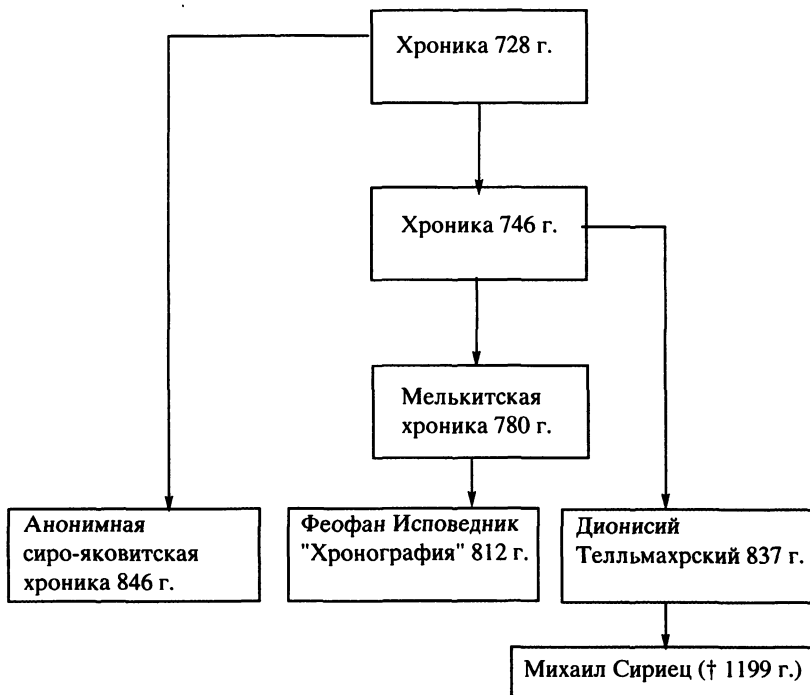 Хроника 728 г.
Хроника 746 г.
Мелькитская
хроника 780 г.
Анонимная
сиро-яковитская
хроника 846 г.
Феофан Исповедник
"Хронография" 812 г.
Дионисий
Телльмахрский 837 г.
Михаил Сириец († 1199 г.)